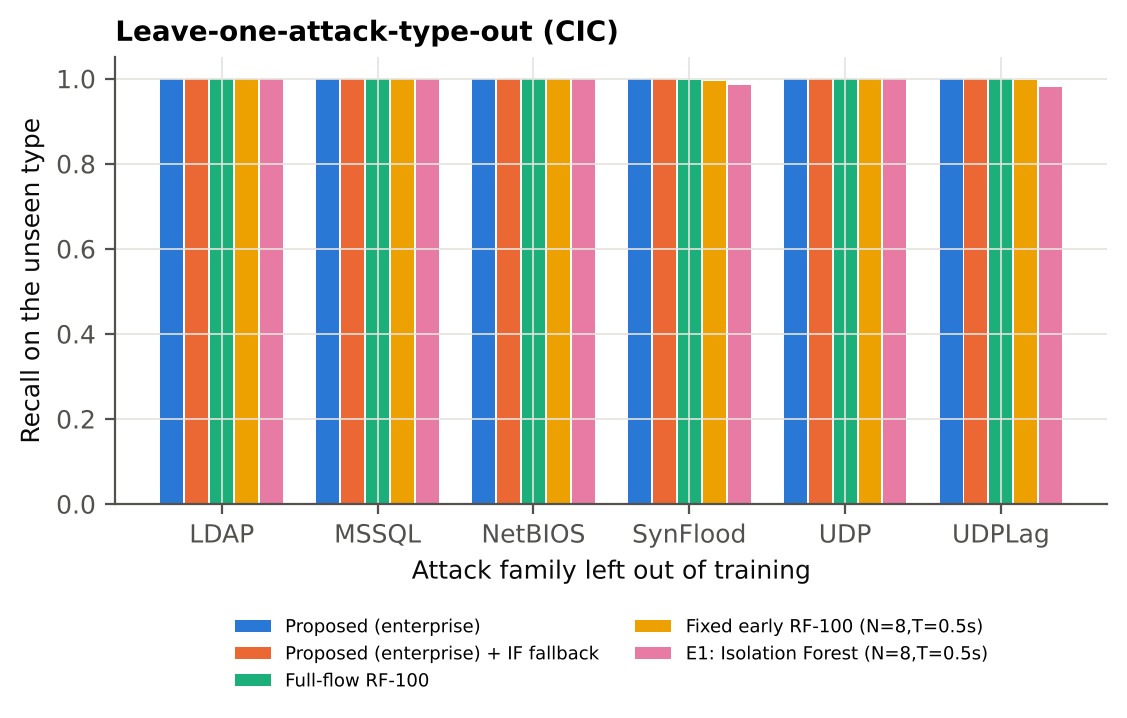 Leave-one-attack-type-out (CIC)
Recall on the unseen type
1.0
0.8
0.6
0.4
0.2
0.0
LDAP MSSQL NetBIOS SynFlood UDP UDPLag
Attack family left out of training
Proposed (enterprise)
Proposed (enterprise) + IF fallback
Full-flow RF-100
Fixed early RF-100 (N=8,T=0.5s)
E1: Isolation Forest (N=8,T=0.5s)